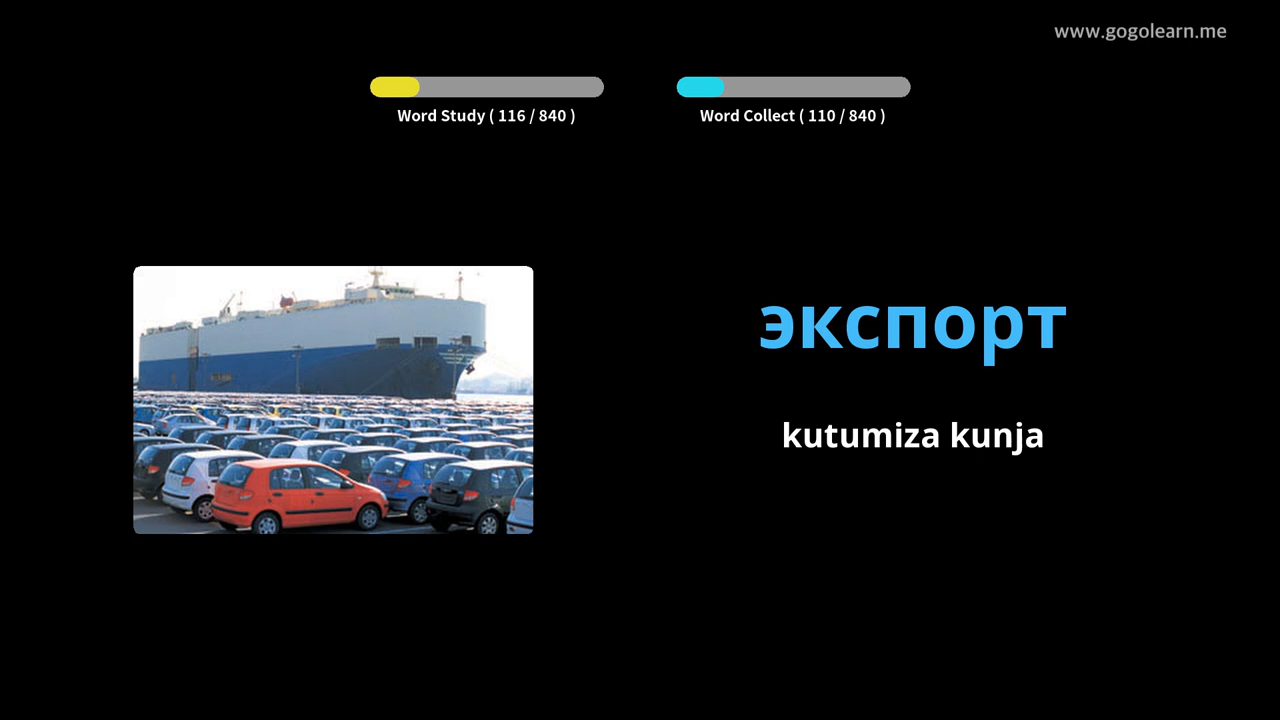 www.gogolearn.me
Word Study ( 116 / 840 )
Word Collect ( 110 / 840 )
экспорт
kutumiza kunja